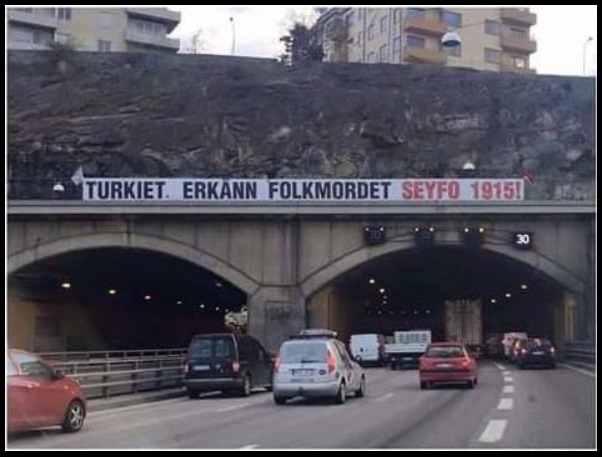 TURKIET. ERKÄNN FOLKMORDET SEYFO 1915!
30